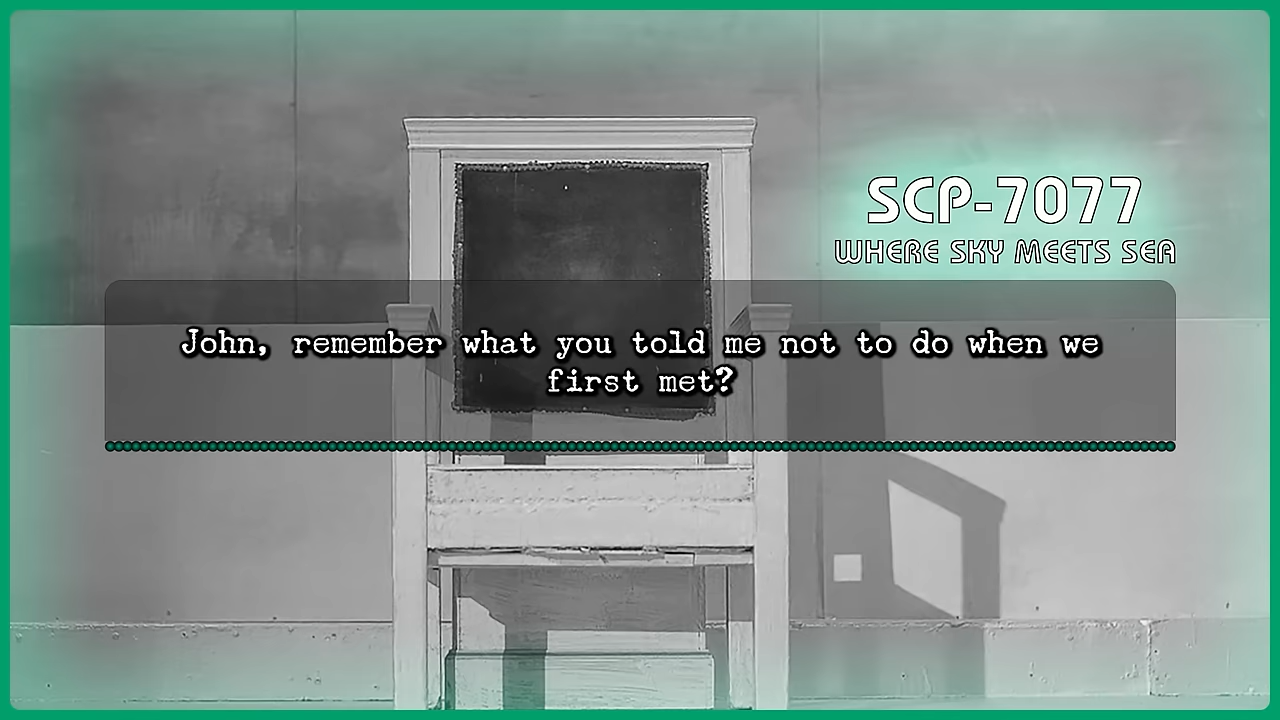 SCP-7077
WHERE SKY MEETS SEA
John, remember what you told me not to do when we
first met?